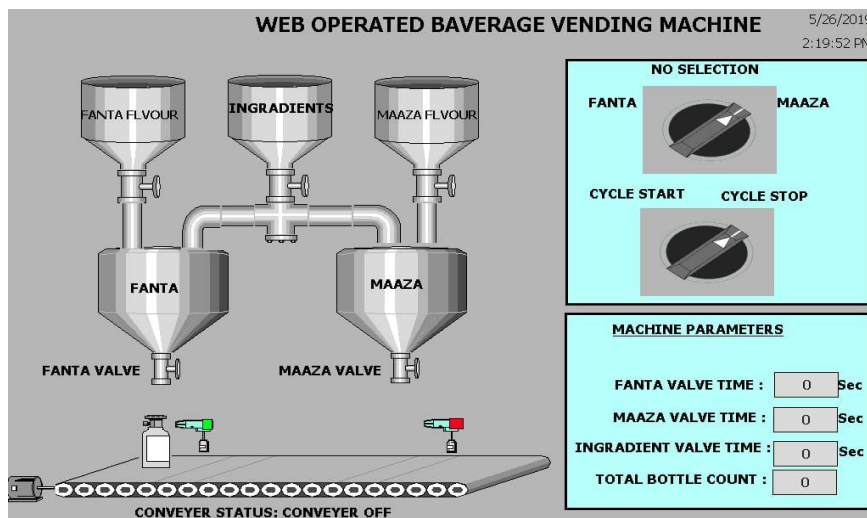 WEB OPERATED BAVERAGE VENDING MACHINE
5/26/2019
2:19:52 PM
FANTA FLVOUR
INGRADIENTS
MAAZA FLVOUR
NO SELECTION
FANTA
MAAZA
CYCLE START
CYCLE STOP
FANTA
MAAZA
FANTA VALVE
MAAZA VALVE
MACHINE PARAMETERS
FANTA VALVE TIME : 0 Sec
MAAZA VALVE TIME : 0 Sec
INGRADIENT VALVE TIME : 0 Sec
TOTAL BOTTLE COUNT : 0
CONVEYER STATUS: CONVEYER OFF